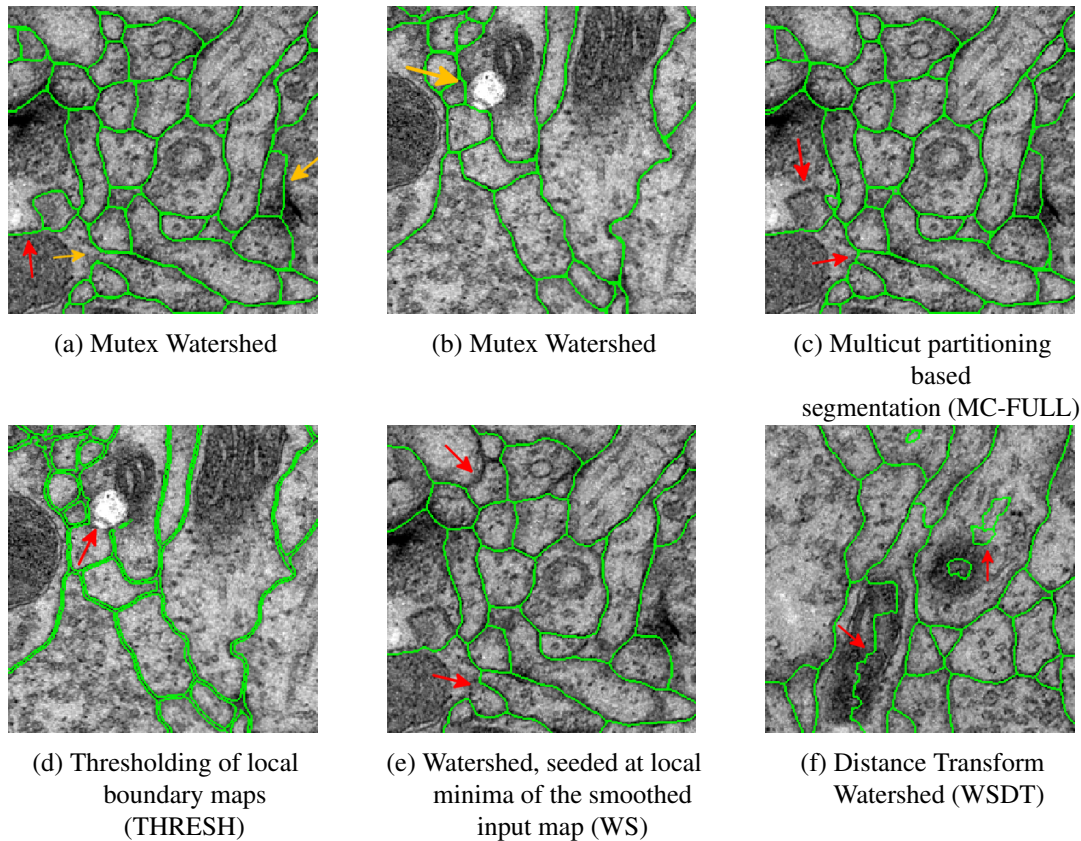 (a) Mutex Watershed
(b) Mutex Watershed
(c) Multicut partitioning
based
segmentation (MC-FULL)
(d) Thresholding of local
boundary maps
(THRESH)
(e) Watershed, seeded at local
minima of the smoothed
input map (WS)
(f) Distance Transform
Watershed (WSDT)